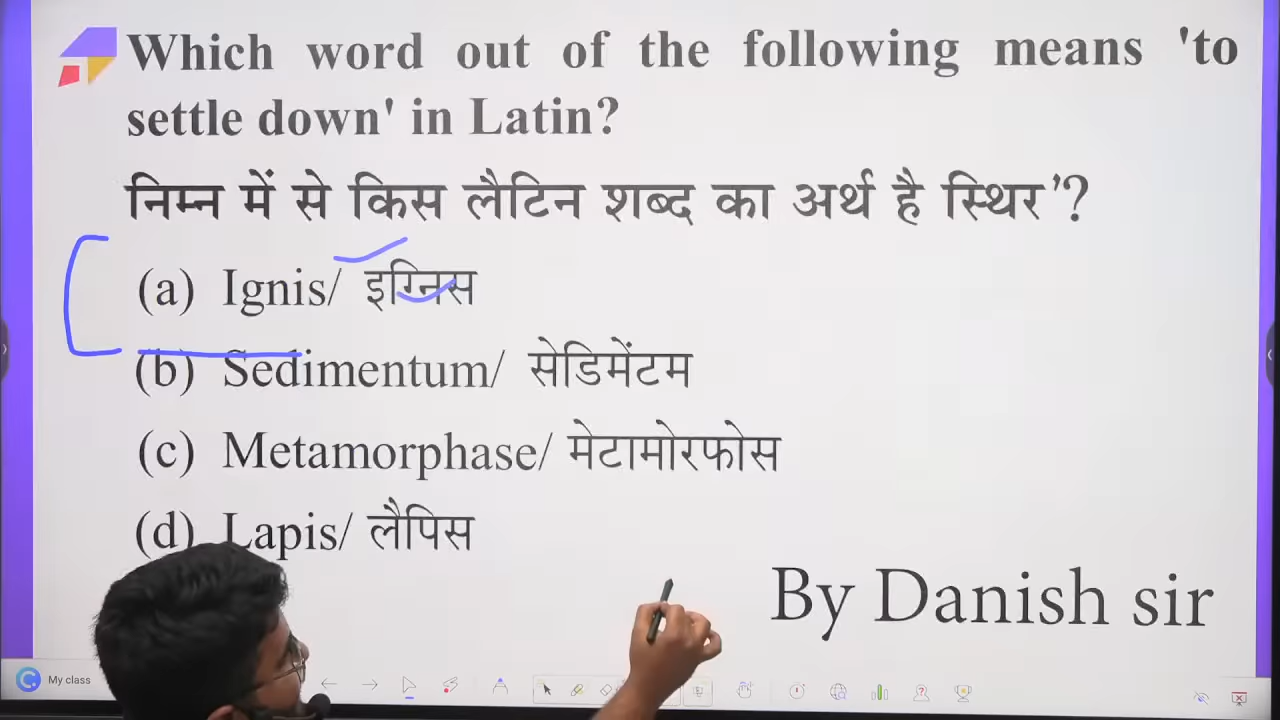 Which word out of the following means 'to
settle down' in Latin?
निम्न में से किस लैटिन शब्द का अर्थ है स्थिर'?
(a) Ignis/ इग्निस
(b) Sedimentum/ सेडिमेंटम
(c) Metamorphase/ मेटामोरफोस
(d) Lapis/ लैपिस
By Danish sir
My class